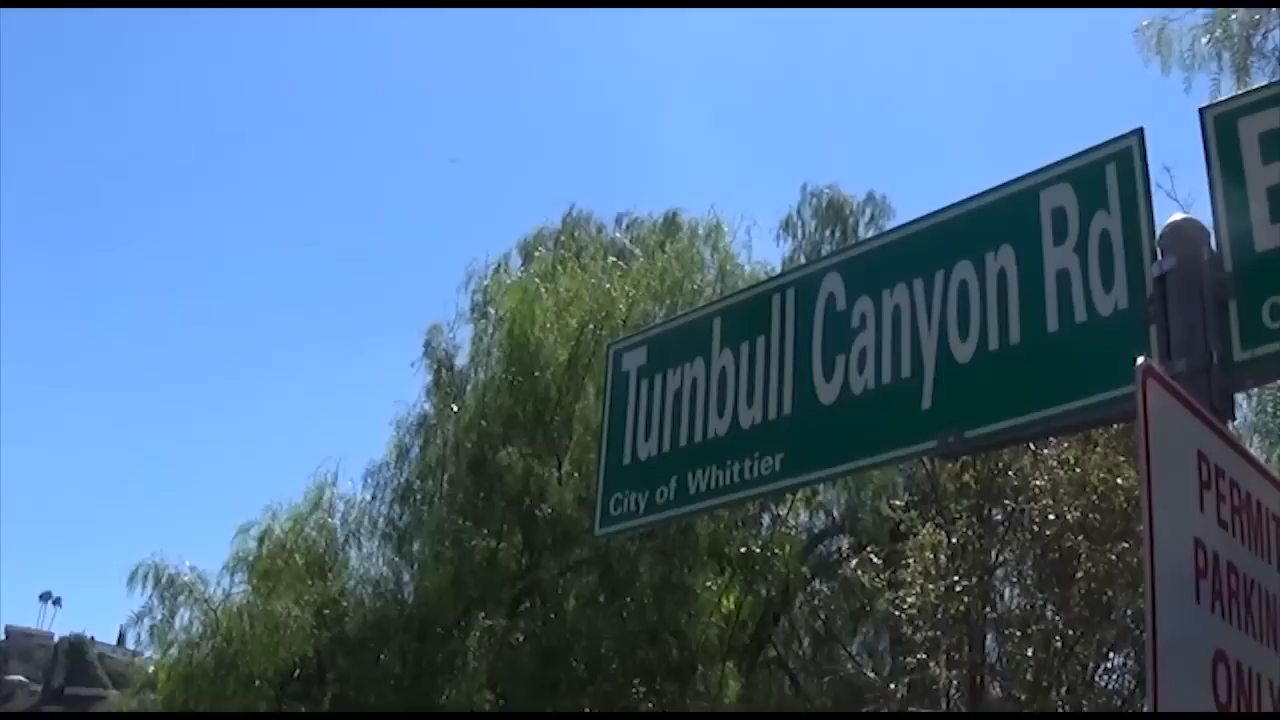 Turnbull Canyon Rd
City of Whittier
PERMIT
PARKING
ONLY